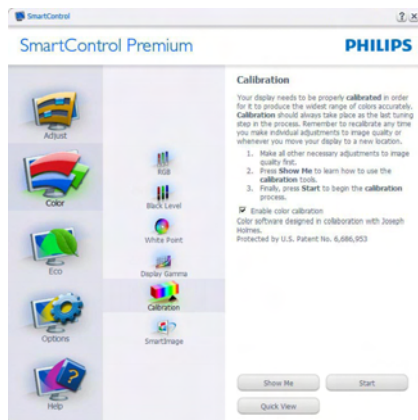 SmartControl
SmartControl Premium
PHILIPS
Adjust
Color
Eco
Options
Help
RGB
Black Level
White Point
Display Gamma
Calibration
SmartImage
Calibration
Your display needs to be properly calibrated in order
for it to produce the widest range of colors accurately.
Calibration should always take place as the last tuning
step in the process. Remember to recalibrate any time
you make individual adjustments to image quality or
whenever you move your display to a new location.
1. Make all other necessary adjustments to image
quality first.
2. Press Show Me to learn how to use the
calibration tools.
3. Finally, press Start to begin the calibration
process.
Enable color calibration
Color software designed in collaboration with Joseph
Holmes.
Protected by U.S. Patent No. 6,686,953
Show Me
Start
Quick View